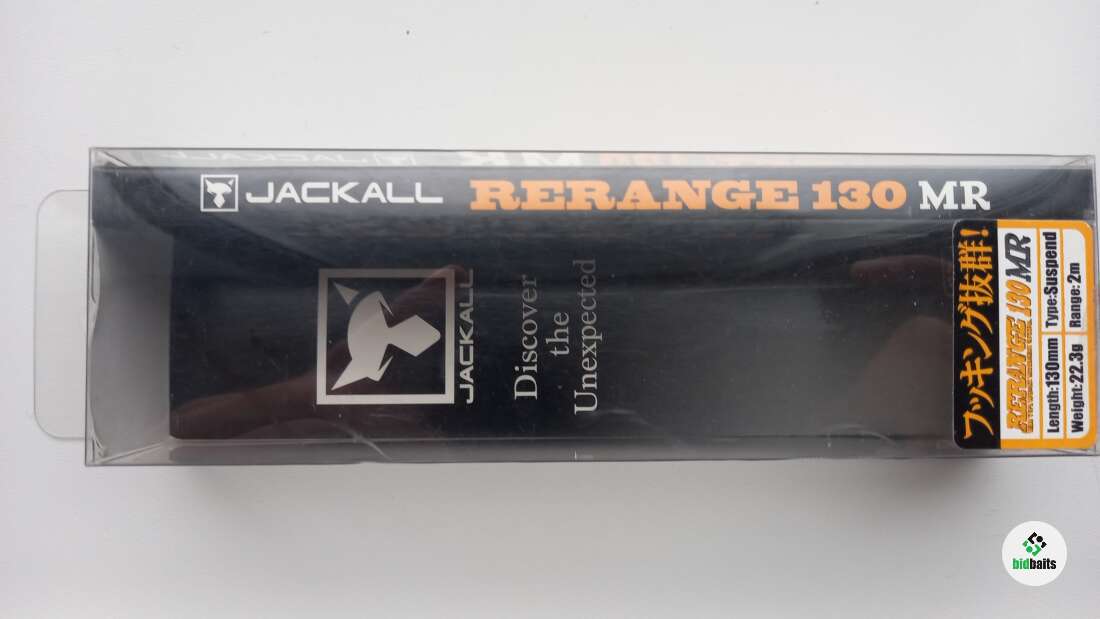 JACKALL RERANGE 130 MR
JACKALL
Discover
the
Unexpected
フッキング抜群!
RERANGE 130 MR
Length:130mm Type:Suspend
Weight:22.3g Range:2m
bidbaits